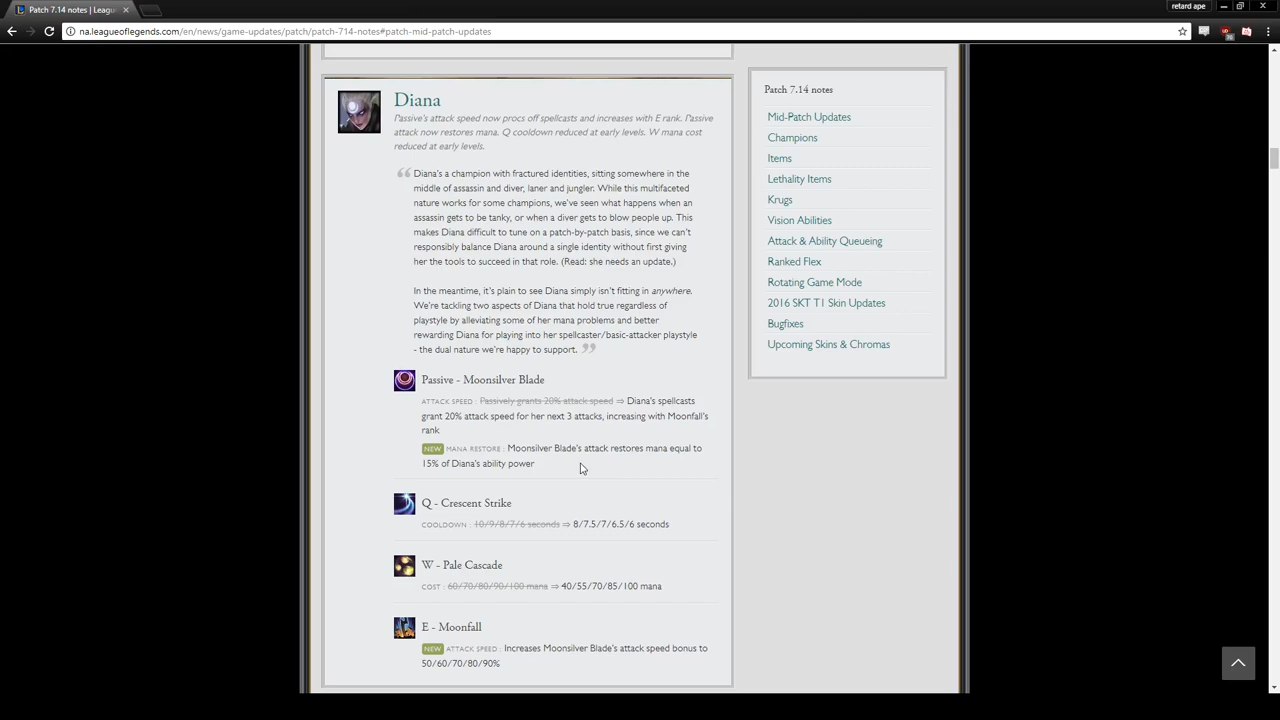 Patch 7.14 notes | Leagu
retard ape
na.leagueoflegends.com/en/news/game-updates/patch/patch-714-notes#patch-mid-patch-updates
Diana
Passive's attack speed now procs off spellcasts and increases with E rank. Passive
attack now restores mana. Q cooldown reduced at early levels. W mana cost
reduced at early levels.
“ Diana's a champion with fractured identities, sitting somewhere in the
middle of assassin and diver, laner and jungler. While this multifaceted
nature works for some champions, we've seen what happens when an
assassin gets to be tanky, or when a diver gets to blow people up. This
makes Diana difficult to tune on a patch-by-patch basis, since we can't
responsibly balance Diana around a single identity without first giving
her the tools to succeed in that role. (Read: she needs an update.)
In the meantime, it's plain to see Diana simply isn't fitting in anywhere.
We're tackling two aspects of Diana that hold true regardless of
playstyle by alleviating some of her mana problems and better
rewarding Diana for playing into her spellcaster/basic-attacker playstyle
- the dual nature we're happy to support. ”
Passive - Moonsilver Blade
ATTACK SPEED : Passively grants 20% attack speed ⇒ Diana's spellcasts
grant 20% attack speed for her next 3 attacks, increasing with Moonfall's
rank
NEW MANA RESTORE : Moonsilver Blade's attack restores mana equal to
15% of Diana's ability power
Q - Crescent Strike
COOLDOWN : 10/9/8/7/6 seconds ⇒ 8/7.5/7/6.5/6 seconds
W - Pale Cascade
COST : 60/70/80/90/100 mana ⇒ 40/55/70/85/100 mana
E - Moonfall
NEW ATTACK SPEED : Increases Moonsilver Blade's attack speed bonus to
50/60/70/80/90%
Patch 7.14 notes
Mid-Patch Updates
Champions
Items
Lethality Items
Krugs
Vision Abilities
Attack & Ability Queueing
Ranked Flex
Rotating Game Mode
2016 SKT T1 Skin Updates
Bugfixes
Upcoming Skins & Chromas